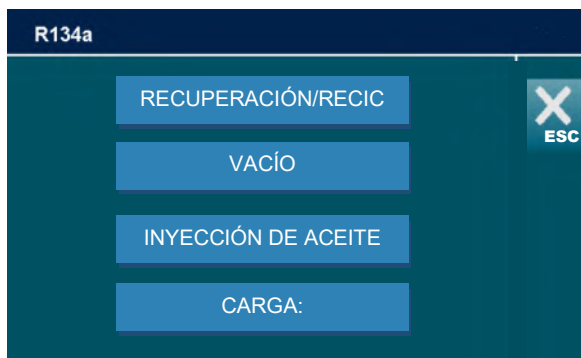 R134a
RECUPERACIÓN/RECIC
ESC
VACÍO
INYECCIÓN DE ACEITE
CARGA: